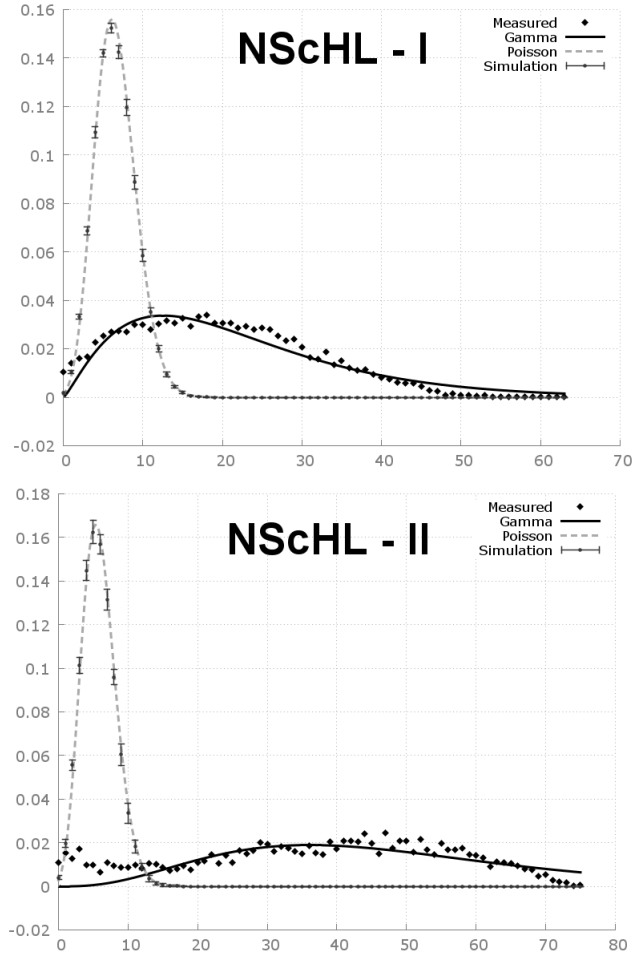 0.16
0.14
0.12
0.1
0.08
0.06
0.04
0.02
0
-0.02
NScHL - I
Measured
Gamma
Poisson
Simulation
0 10 20 30 40 50 60 70
0.18
0.16
0.14
0.12
0.1
0.08
0.06
0.04
0.02
0
-0.02
NScHL - II
Measured
Gamma
Poisson
Simulation
0 10 20 30 40 50 60 70 80